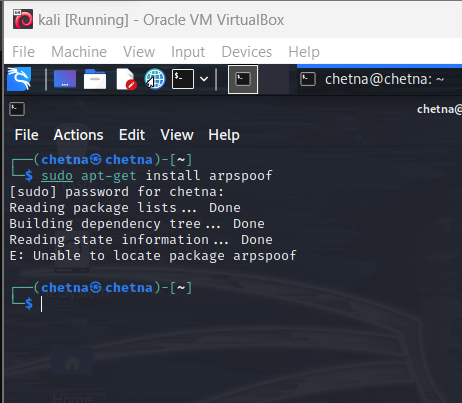 kali [Running] - Oracle VM VirtualBox
File Machine View Input Devices Help
chetna@chetna: ~
chetna@
File Actions Edit View Help
┌──(chetna㉿chetna)-[~]
└─$ sudo apt-get install arpspoof
[sudo] password for chetna:
Reading package lists... Done
Building dependency tree... Done
Reading state information... Done
E: Unable to locate package arpspoof
┌──(chetna㉿chetna)-[~]
└─$
Home